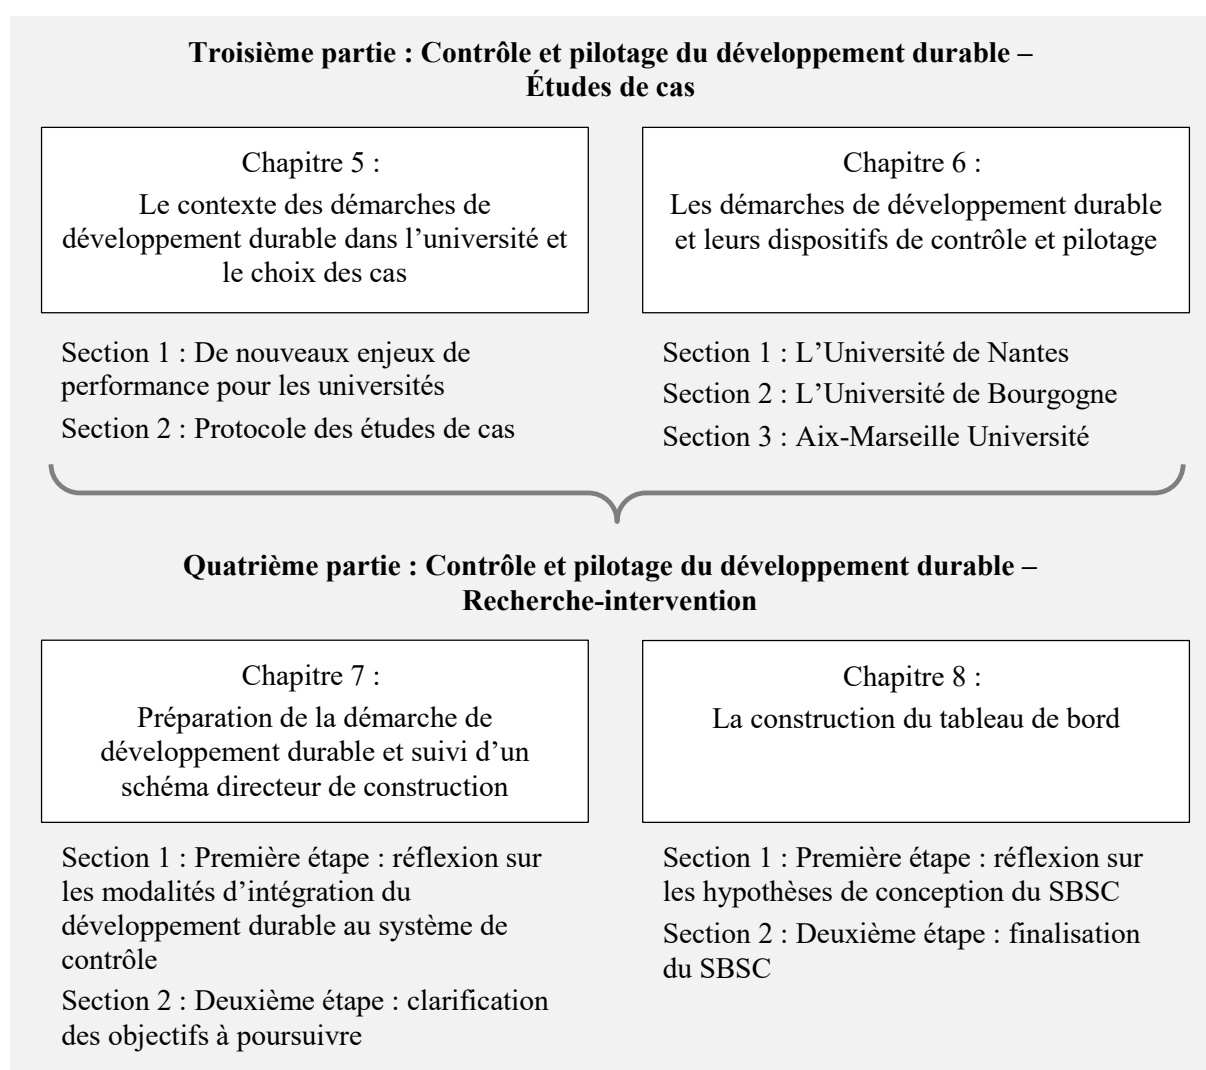 Troisième partie : Contrôle et pilotage du développement durable –
Études de cas
Chapitre 5 :
Le contexte des démarches de
développement durable dans l’université et
le choix des cas
Section 1 : De nouveaux enjeux de
performance pour les universités
Section 2 : Protocole des études de cas
Chapitre 6 :
Les démarches de développement durable
et leurs dispositifs de contrôle et pilotage
Section 1 : L’Université de Nantes
Section 2 : L’Université de Bourgogne
Section 3 : Aix-Marseille Université
Quatrième partie : Contrôle et pilotage du développement durable –
Recherche-intervention
Chapitre 7 :
Préparation de la démarche de
développement durable et suivi d’un
schéma directeur de construction
Section 1 : Première étape : réflexion sur
les modalités d’intégration du
développement durable au système de
contrôle
Section 2 : Deuxième étape : clarification
des objectifs à poursuivre
Chapitre 8 :
La construction du tableau de bord
Section 1 : Première étape : réflexion sur
les hypothèses de conception du SBSC
Section 2 : Deuxième étape : finalisation
du SBSC